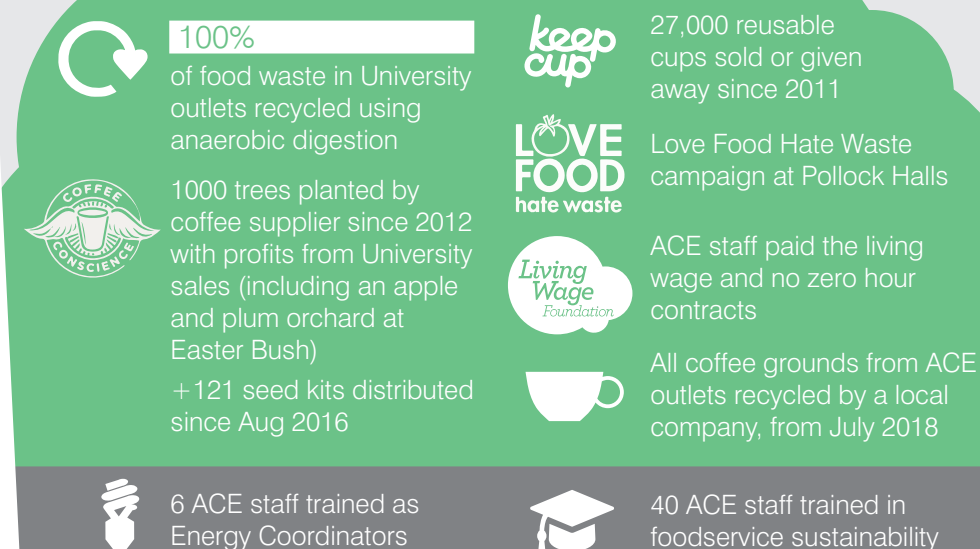 100%
of food waste in University
outlets recycled using
anaerobic digestion
COFFEE
CONSCIENCE
1000 trees planted by
coffee supplier since 2012
with profits from University
sales (including an apple
and plum orchard at
Easter Bush)
+121 seed kits distributed
since Aug 2016
keep
cup
27,000 reusable
cups sold or given
away since 2011
LOVE
FOOD
hate waste
Love Food Hate Waste
campaign at Pollock Halls
Living
Wage
Foundation
ACE staff paid the living
wage and no zero hour
contracts
All coffee grounds from ACE
outlets recycled by a local
company, from July 2018
6 ACE staff trained as
Energy Coordinators
40 ACE staff trained in
foodservice sustainability